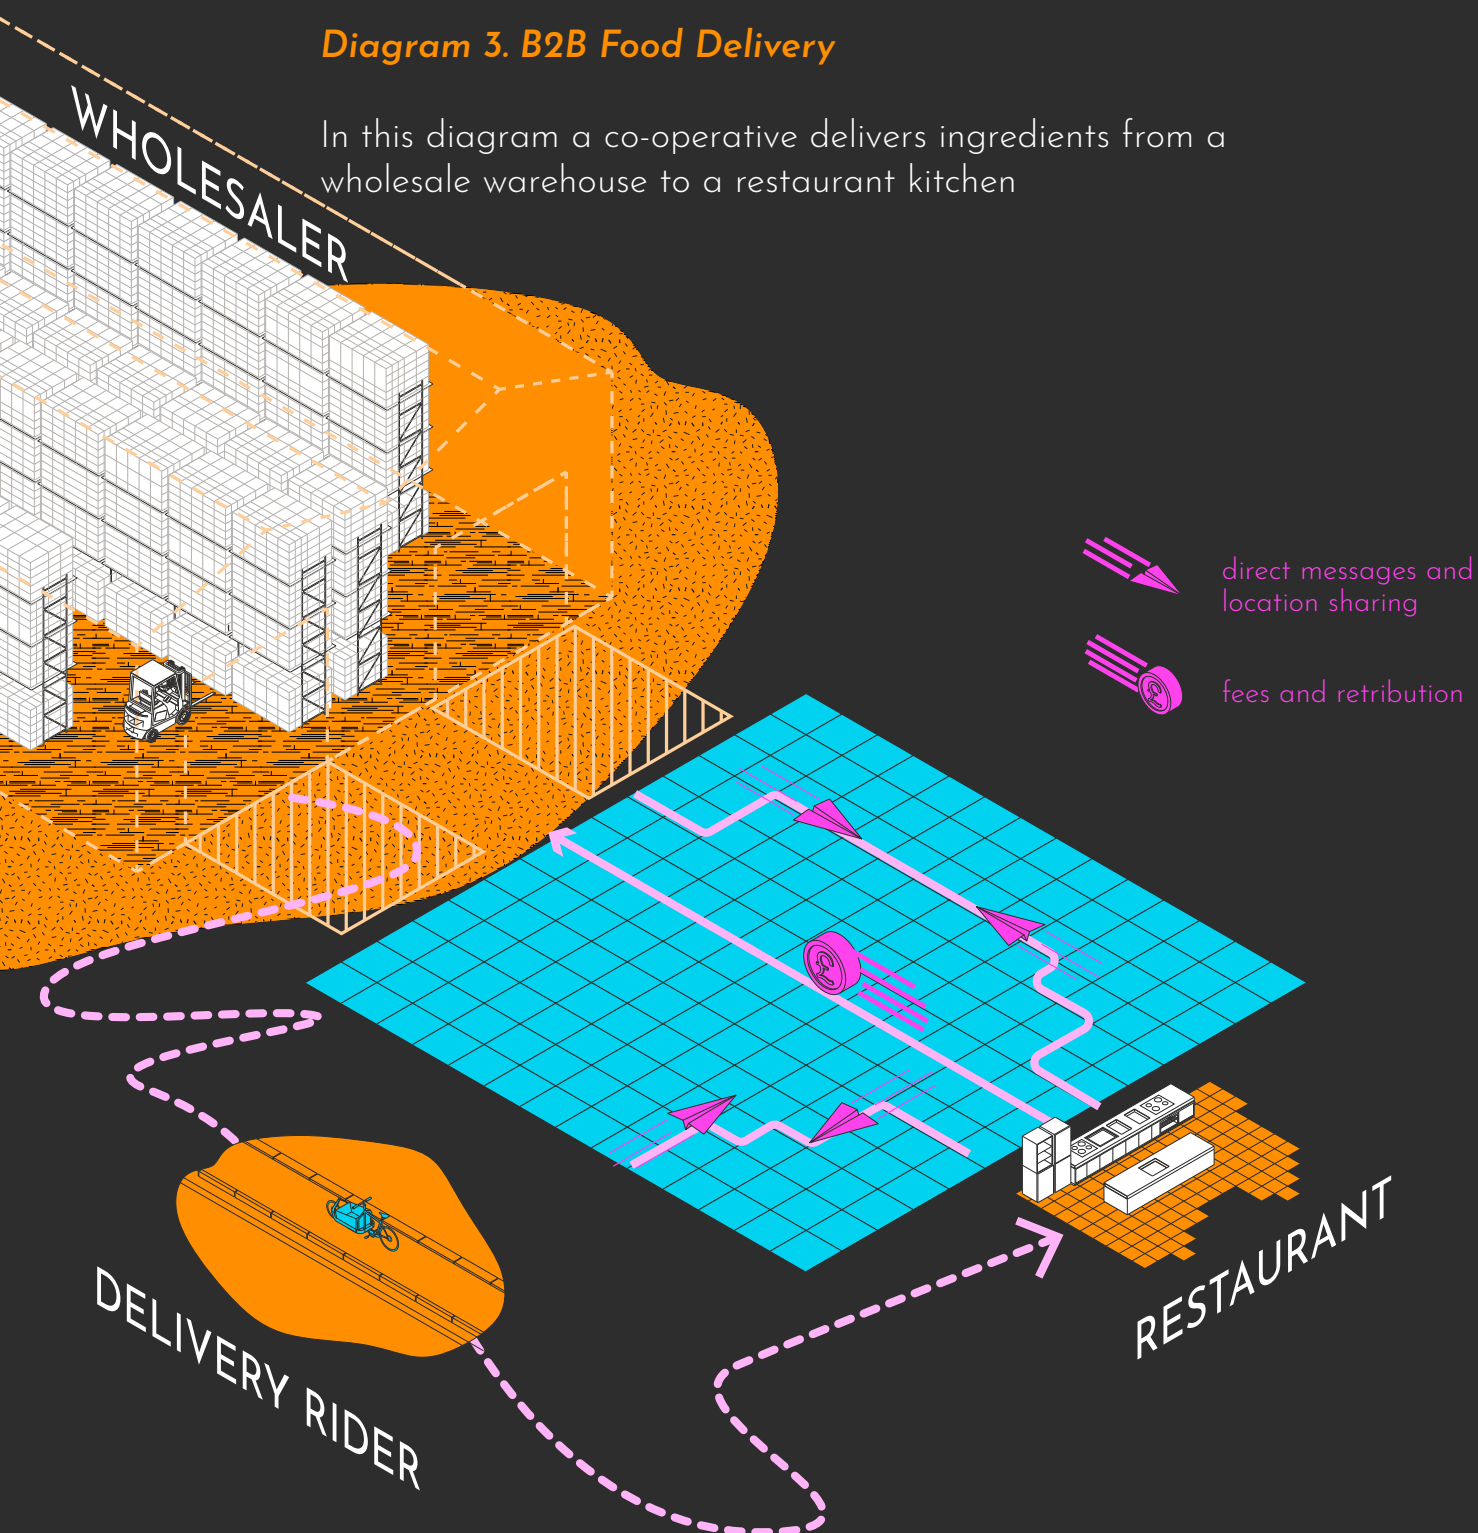 Diagram 3. B2B Food Delivery
In this diagram a co-operative delivers ingredients from a
wholesale warehouse to a restaurant kitchen
WHOLESALER
direct messages and
location sharing
£
fees and retribution
£
RESTAURANT
DELIVERY RIDER